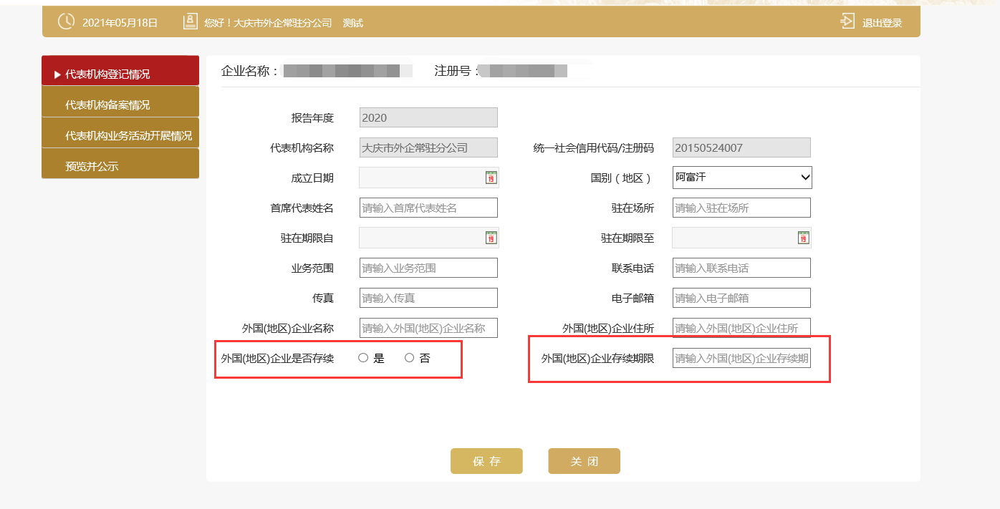 2021年05月18日 您好！大庆市外企常驻分公司 测试 退出登录
代表机构登记情况
代表机构备案情况
代表机构业务活动开展情况
预览并公示
企业名称： 注册号：
报告年度 2020
代表机构名称 大庆市外企常驻分公司 统一社会信用代码/注册码 20150524007
成立日期 国别（地区） 阿富汗
首席代表姓名 请输入首席代表姓名 驻在场所 请输入驻在场所
驻在期限自 驻在期限至
业务范围 请输入业务范围 联系电话 请输入联系电话
传真 请输入传真 电子邮箱 请输入电子邮箱
外国(地区)企业名称 请输入外国(地区)企业名称 外国(地区)企业住所 请输入外国(地区)企业住所
外国(地区)企业是否存续 是 否 外国(地区)企业存续期限 请输入外国(地区)企业存续期
保 存 关 闭